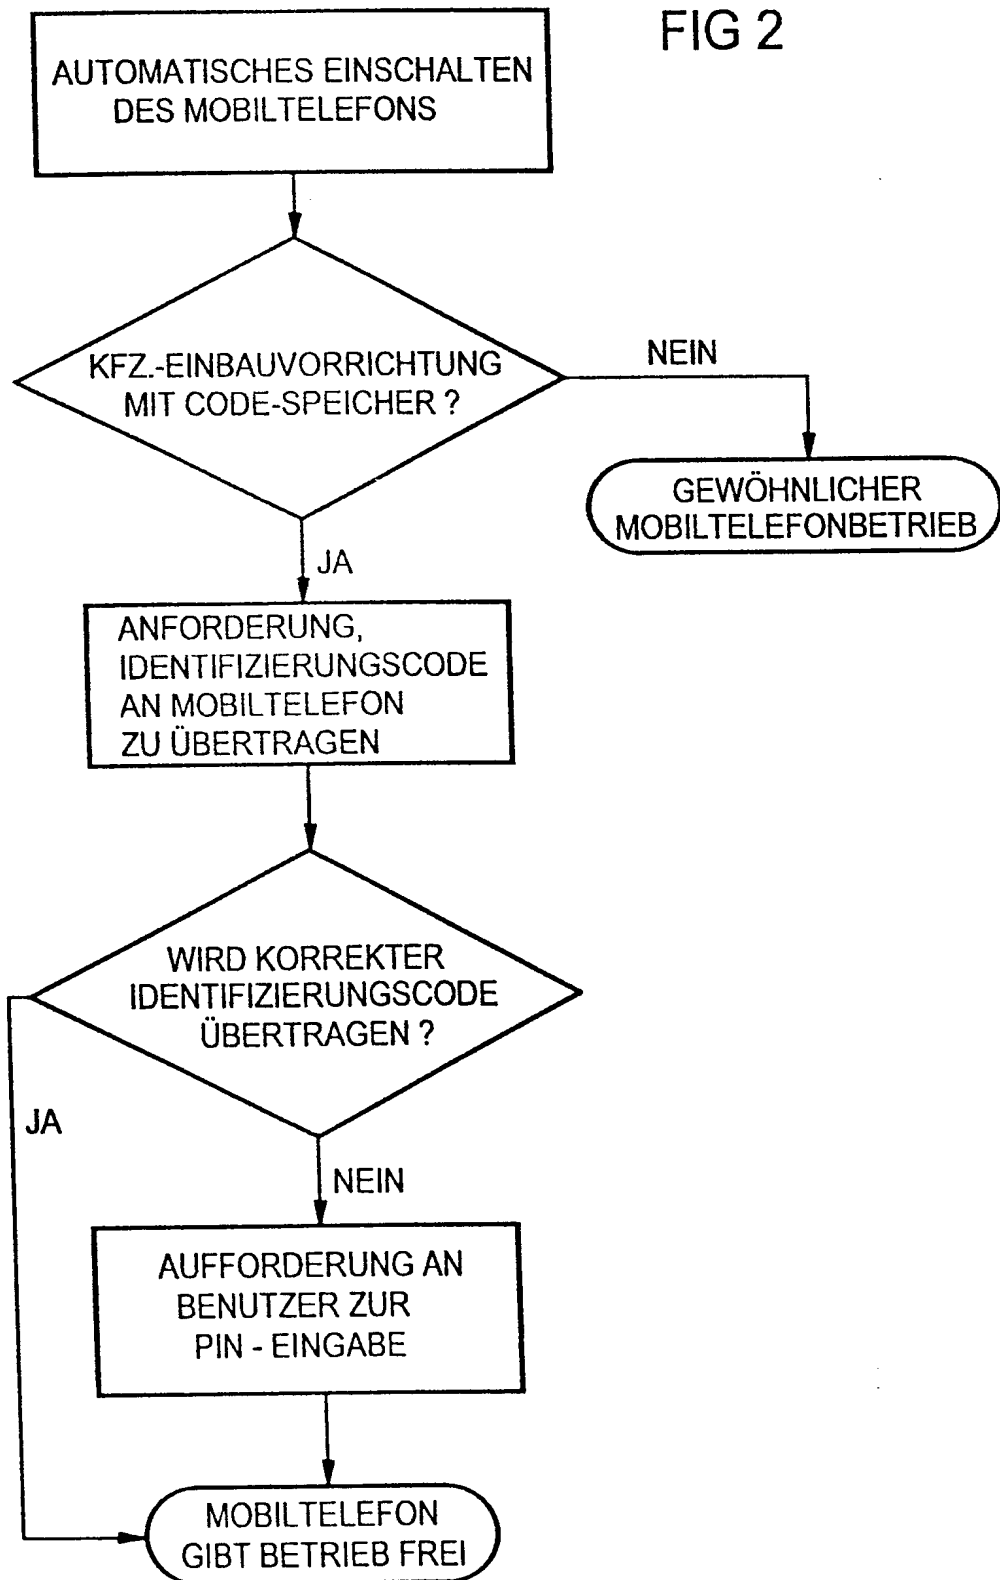 FIG 2
AUTOMATISCHES EINSCHALTEN
DES MOBILTELEFONS
KFZ.-EINBAUVORRICHTUNG
MIT CODE-SPEICHER ?
NEIN
GEWÖHNLICHER
MOBILTELEFONBETRIEB
JA
ANFORDERUNG,
IDENTIFIZIERUNGSCODE
AN MOBILTELEFON
ZU ÜBERTRAGEN
WIRD KORREKTER
IDENTIFIZIERUNGSCODE
ÜBERTRAGEN ?
JA
NEIN
AUFFORDERUNG AN
BENUTZER ZUR
PIN - EINGABE
MOBILTELEFON
GIBT BETRIEB FREI